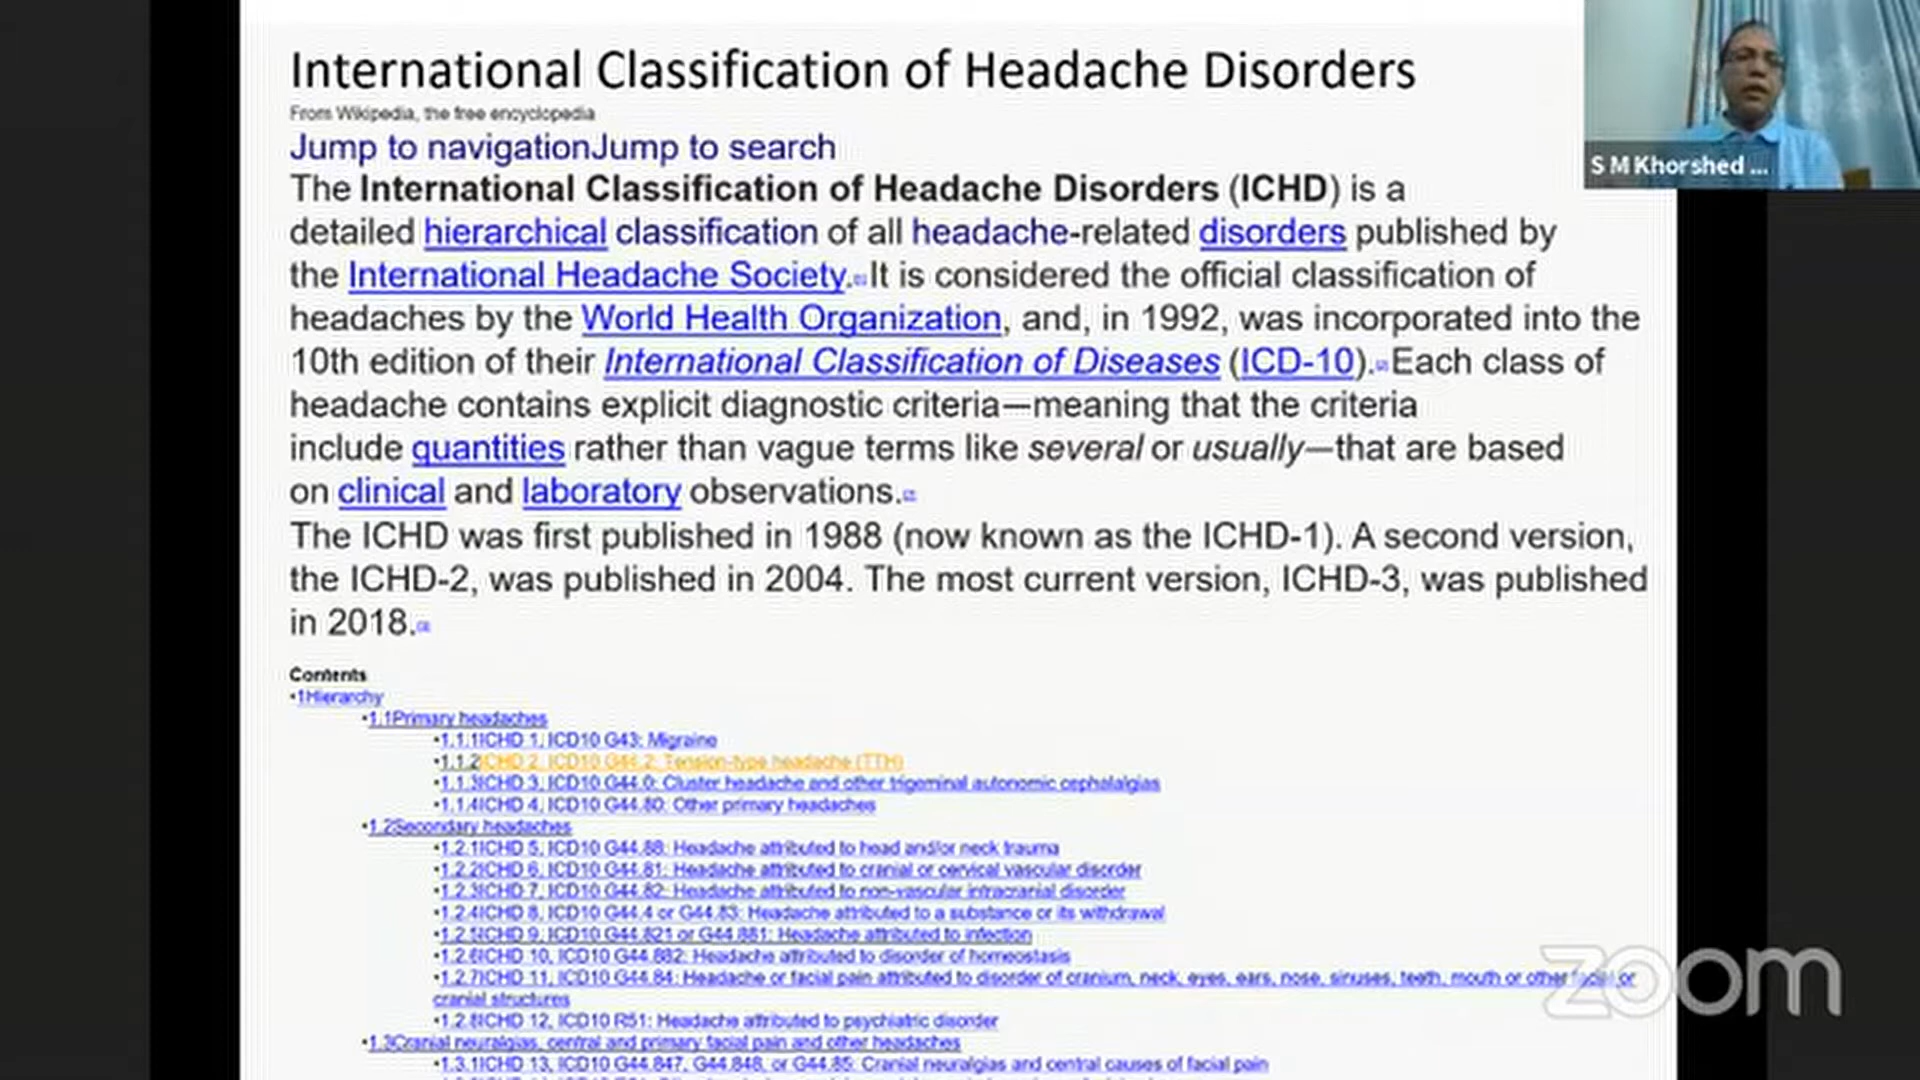 International Classification of Headache Disorders
From Wikipedia, the free encyclopedia
Jump to navigationJump to search
The International Classification of Headache Disorders (ICHD) is a
detailed hierarchical classification of all headache-related disorders published by
the International Headache Society.[1]It is considered the official classification of
headaches by the World Health Organization, and, in 1992, was incorporated into the
10th edition of their International Classification of Diseases (ICD-10).[2]Each class of
headache contains explicit diagnostic criteria—meaning that the criteria
include quantities rather than vague terms like several or usually—that are based
on clinical and laboratory observations.
The ICHD was first published in 1988 (now known as the ICHD-1). A second version,
the ICHD-2, was published in 2004. The most current version, ICHD-3, was published
in 2018.
Contents
•1Hierarchy
•1.1Primary headaches
•1.1.1ICHD 1, ICD10 G43: Migraine
•1.1.2ICHD 2, ICD10 G44.2: Tension-type headache (TTH)
•1.1.3ICHD 3, ICD10 G44.0: Cluster headache and other trigeminal autonomic cephalalgias
•1.1.4ICHD 4, ICD10 G44.80: Other primary headaches
•1.2Secondary headaches
•1.2.1ICHD 5, ICD10 G44.88: Headache attributed to head and/or neck trauma
•1.2.2ICHD 6, ICD10 G44.81: Headache attributed to cranial or cervical vascular disorder
•1.2.3ICHD 7, ICD10 G44.82: Headache attributed to non-vascular intracranial disorder
•1.2.4ICHD 8, ICD10 G44.4 or G44.83: Headache attributed to a substance or its withdrawal
•1.2.5ICHD 9, ICD10 G44.821 or G44.881: Headache attributed to infection
•1.2.6ICHD 10, ICD10 G44.882: Headache attributed to disorder of homeostasis
•1.2.7ICHD 11, ICD10 G44.84: Headache or facial pain attributed to disorder of cranium, neck, eyes, ears, nose, sinuses, teeth, mouth or other facial or
cranial structures
•1.2.8ICHD 12, ICD10 R51: Headache attributed to psychiatric disorder
•1.3Cranial neuralgias, central and primary facial pain and other headaches
•1.3.1ICHD 13, ICD10 G44.847, G44.848, or G44.85: Cranial neuralgias and central causes of facial pain
S M Khorshed ...
zoom